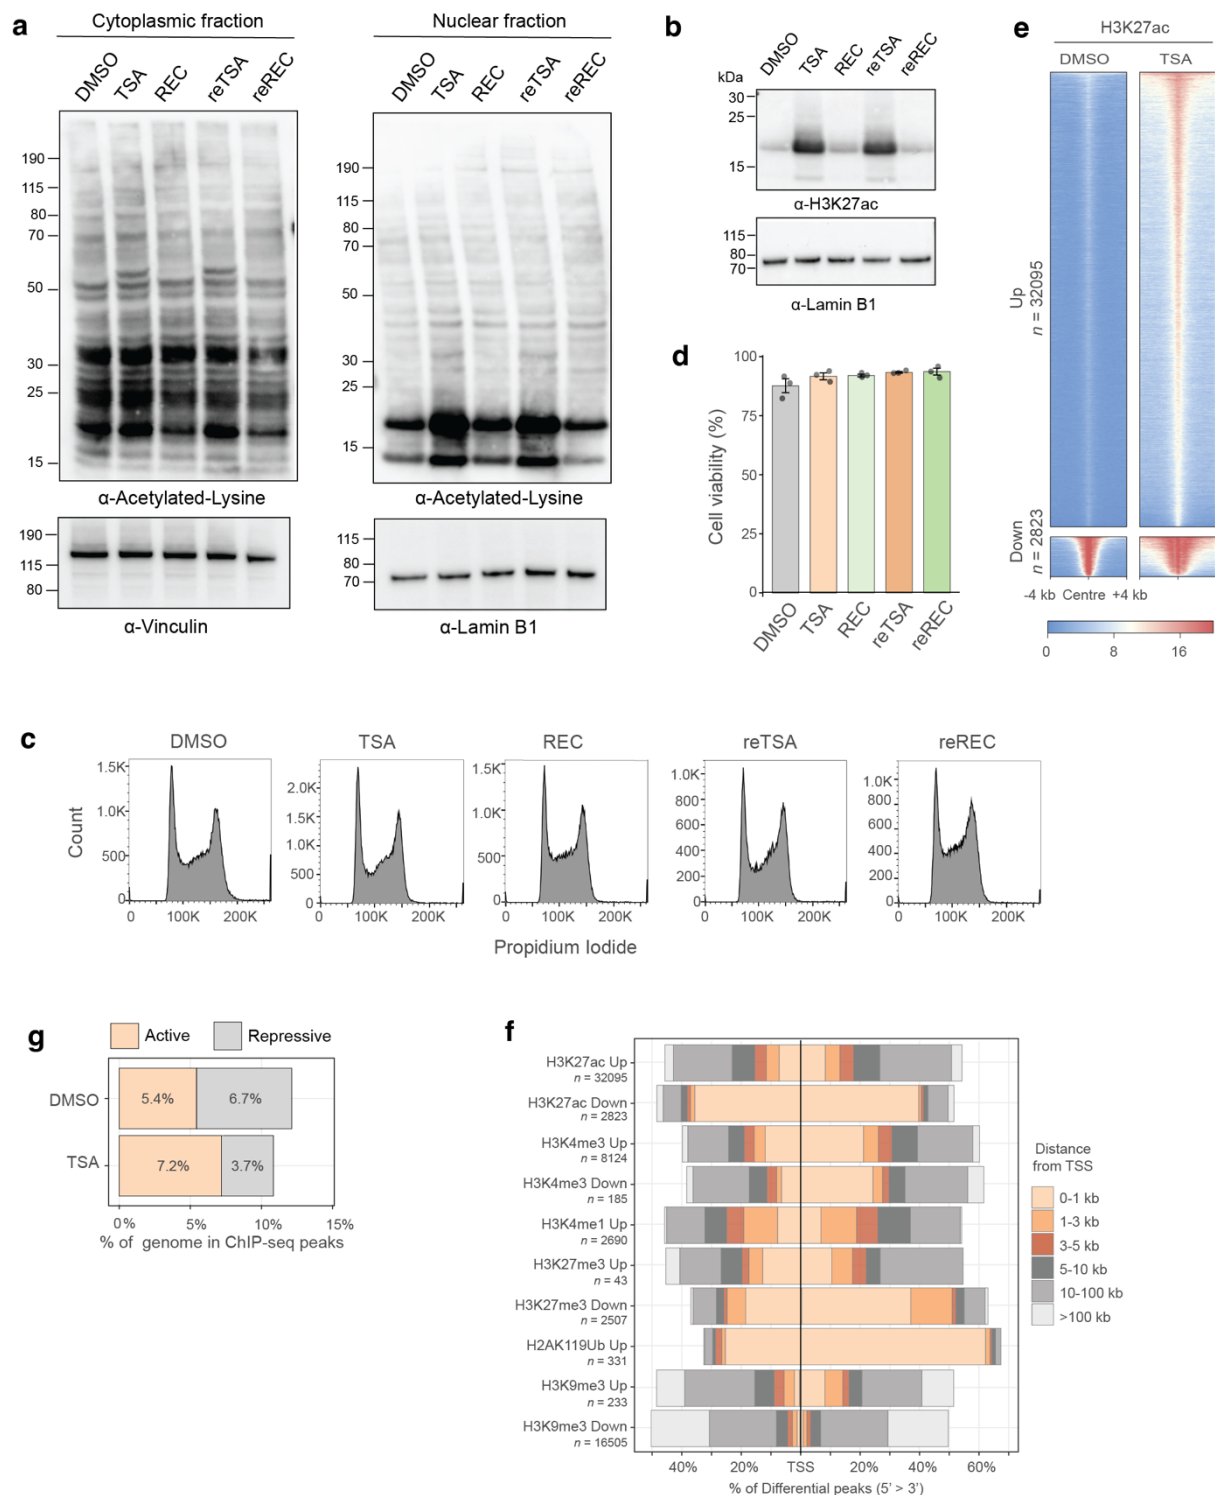 a
Cytoplasmic fraction
DMSO
TSA
REC
reTSA
reREC
190
115
80
70
50
30
25
15
α-Acetylated-Lysine
190
115
80
α-Vinculin
Nuclear fraction
DMSO
TSA
REC
reTSA
reREC
190
115
80
70
50
30
25
15
α-Acetylated-Lysine
115
80
70
α-Lamin B1
b
DMSO
TSA
REC
reTSA
reREC
kDa
30
25
15
α-H3K27ac
115
80
70
α-Lamin B1
d
Cell viability (%)
100
75
50
25
0
DMSO
TSA
REC
reTSA
reREC
e
H3K27ac
DMSO
TSA
Up
n = 32095
Down
n = 2823
-4 kb Centre +4 kb
0 8 16
c
Count
DMSO
1.5K
1.0K
500
0
0 100K 200K
TSA
2.0K
1.5K
1.0K
500
0
0 100K 200K
REC
1.5K
1.0K
500
0
0 100K 200K
reTSA
1.0K
800
600
400
200
0
0 100K 200K
reREC
1.0K
800
600
400
200
0
0 100K 200K
Propidium Iodide
g
Active
Repressive
DMSO
5.4% 6.7%
TSA
7.2% 3.7%
0% 5% 10% 15%
% of genome in ChIP-seq peaks
f
H3K27ac Up
n = 32095
H3K27ac Down
n = 2823
H3K4me3 Up
n = 8124
H3K4me3 Down
n = 185
H3K4me1 Up
n = 2690
H3K27me3 Up
n = 43
H3K27me3 Down
n = 2507
H2AK119Ub Up
n = 331
H3K9me3 Up
n = 233
H3K9me3 Down
n = 16505
40% 20% TSS 20% 40% 60%
% of Differential peaks (5' > 3')
Distance
from TSS
0-1 kb
1-3 kb
3-5 kb
5-10 kb
10-100 kb
>100 kb